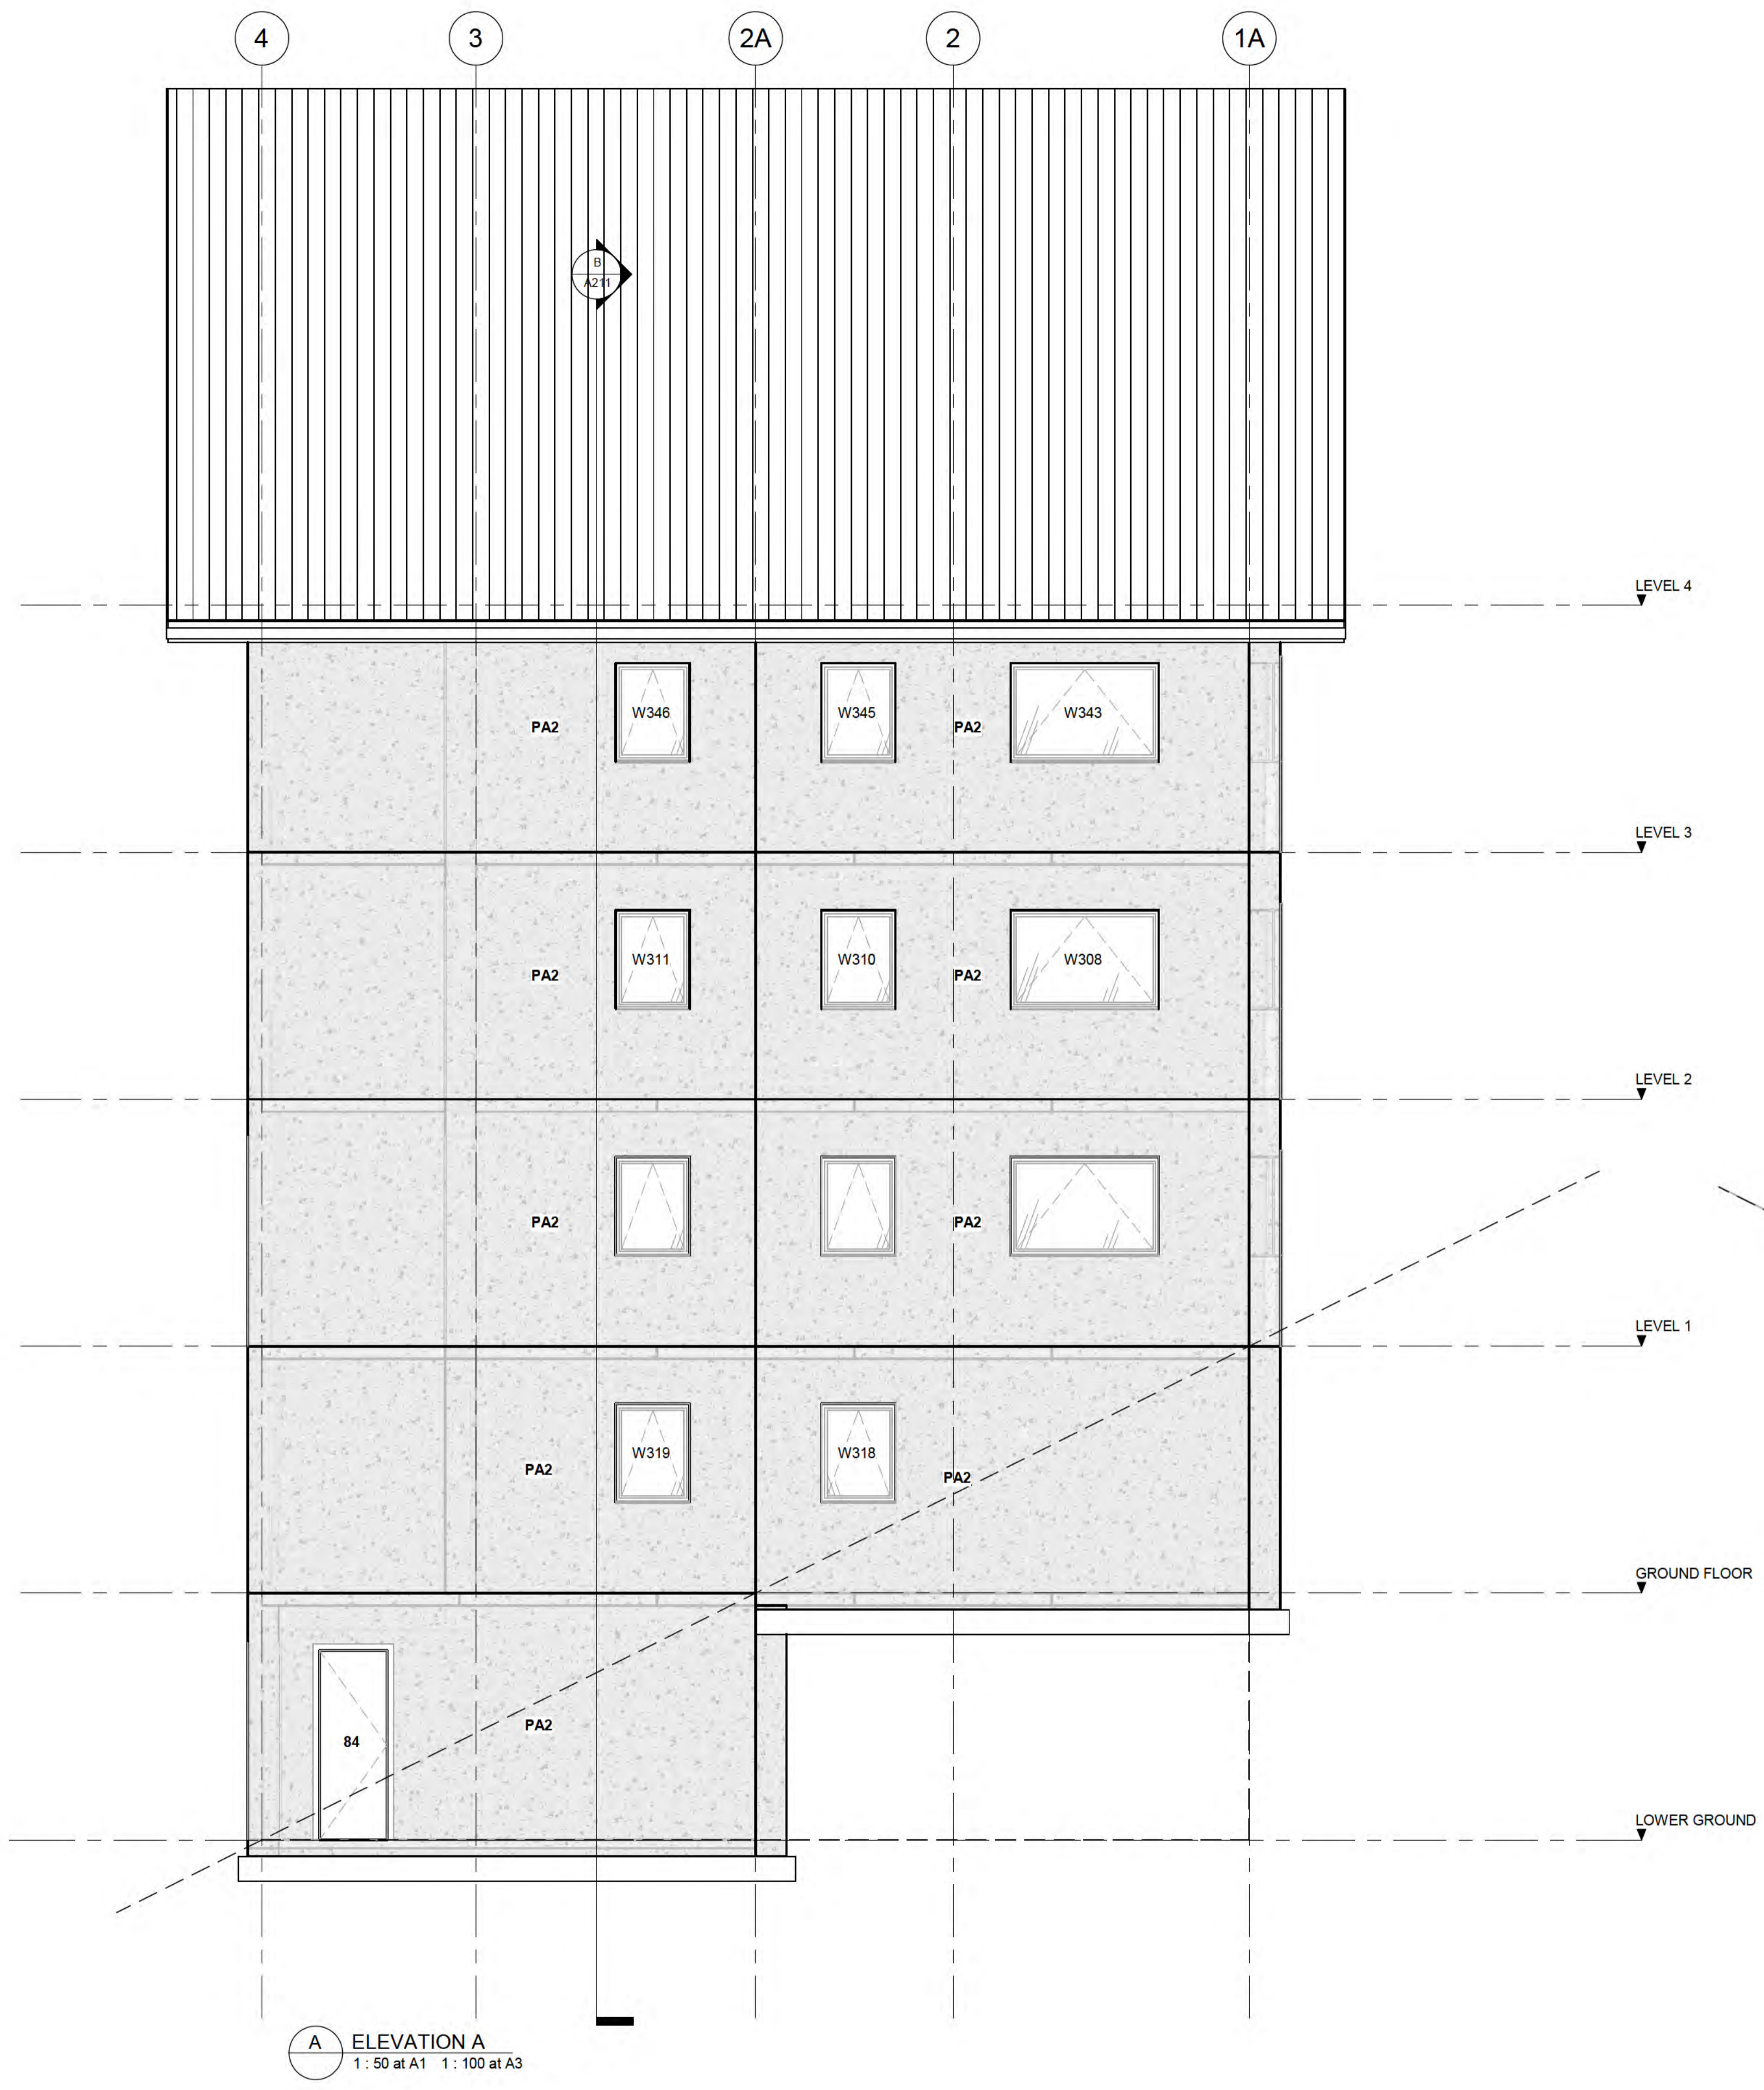 4 3 2A 2 1A
B
A211
LEVEL 4
W346 W345 W343
PA2 PA2
LEVEL 3
W311 W310 W308
PA2 PA2
LEVEL 2
PA2 PA2
LEVEL 1
W319 W318
PA2 PA2
GROUND FLOOR
PA2
84
LOWER GROUND
A ELEVATION A
1 : 50 at A1 1 : 100 at A3